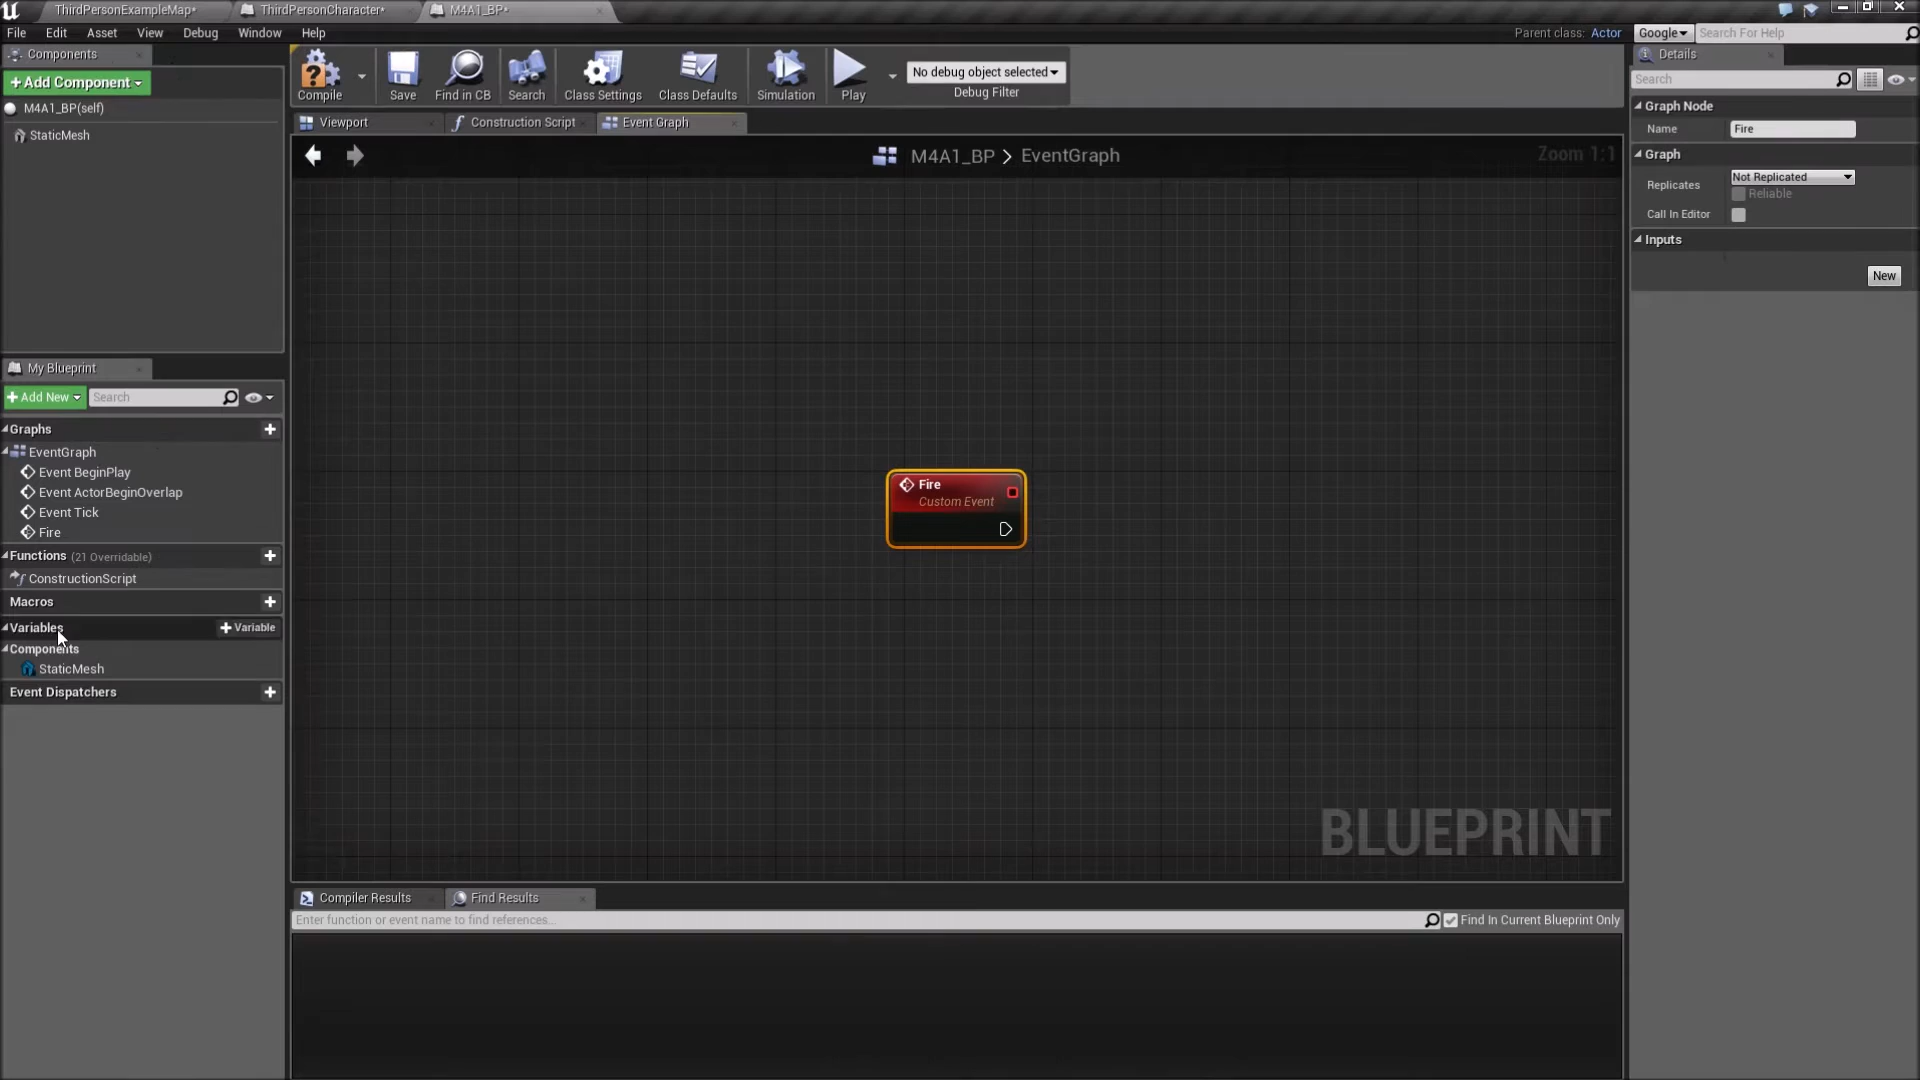 ThirdPersonExampleMap*
ThirdPersonCharacter*
M4A1_BP*
File Edit Asset View Debug Window Help
Parent class: Actor
Google
Search For Help
Components
Add Component
M4A1_BP(self)
StaticMesh
Compile
Save
Find in CB
Search
Class Settings
Class Defaults
Simulation
Play
No debug object selected
Debug Filter
Viewport
Construction Script
Event Graph
M4A1_BP > EventGraph
Zoom 1:1
Fire
Custom Event
BLUEPRINT
My Blueprint
Add New
Search
Graphs
EventGraph
Event BeginPlay
Event ActorBeginOverlap
Event Tick
Fire
Functions (21 Overridable)
ConstructionScript
Macros
Variables
Variable
Components
StaticMesh
Event Dispatchers
Compiler Results
Find Results
Enter function or event name to find references...
Find In Current Blueprint Only
Details
Search
Graph Node
Name Fire
Graph
Replicates Not Replicated
Reliable
Call In Editor
Inputs
New